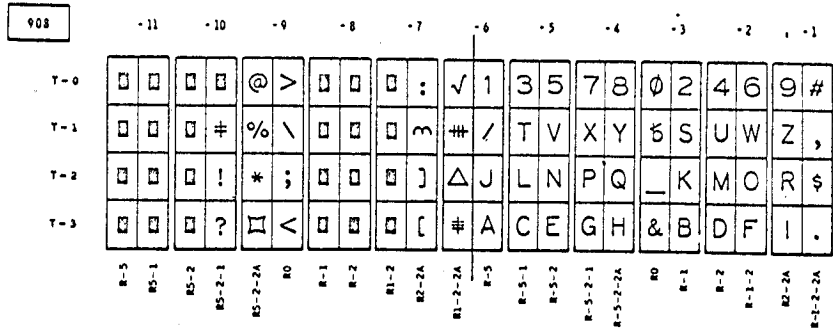 908 -11 -10 -9 -8 -7 -6 -5 -4 -3 -2 -1
T-0 @ > : √ 1 3 5 7 8 Ø 2 4 6 9 #
T-1 ‡ % \ / T V X Y S U W Z ,
T-2 ! * ; ] △ J L N P Q _ K M O R $
T-3 ? < [ A C E G H & B D F I .
R-5 R5-1 R5-2 R5-2-1 R5-2-2A RO R-1 R-2 R1-2 R2-2A R1-2-2A R-5 R-5-1 R-5-2 R-5-2-1 R-5-2-2A RO R-1 R-2 R-1-2 R2-2A R-1-2-2A